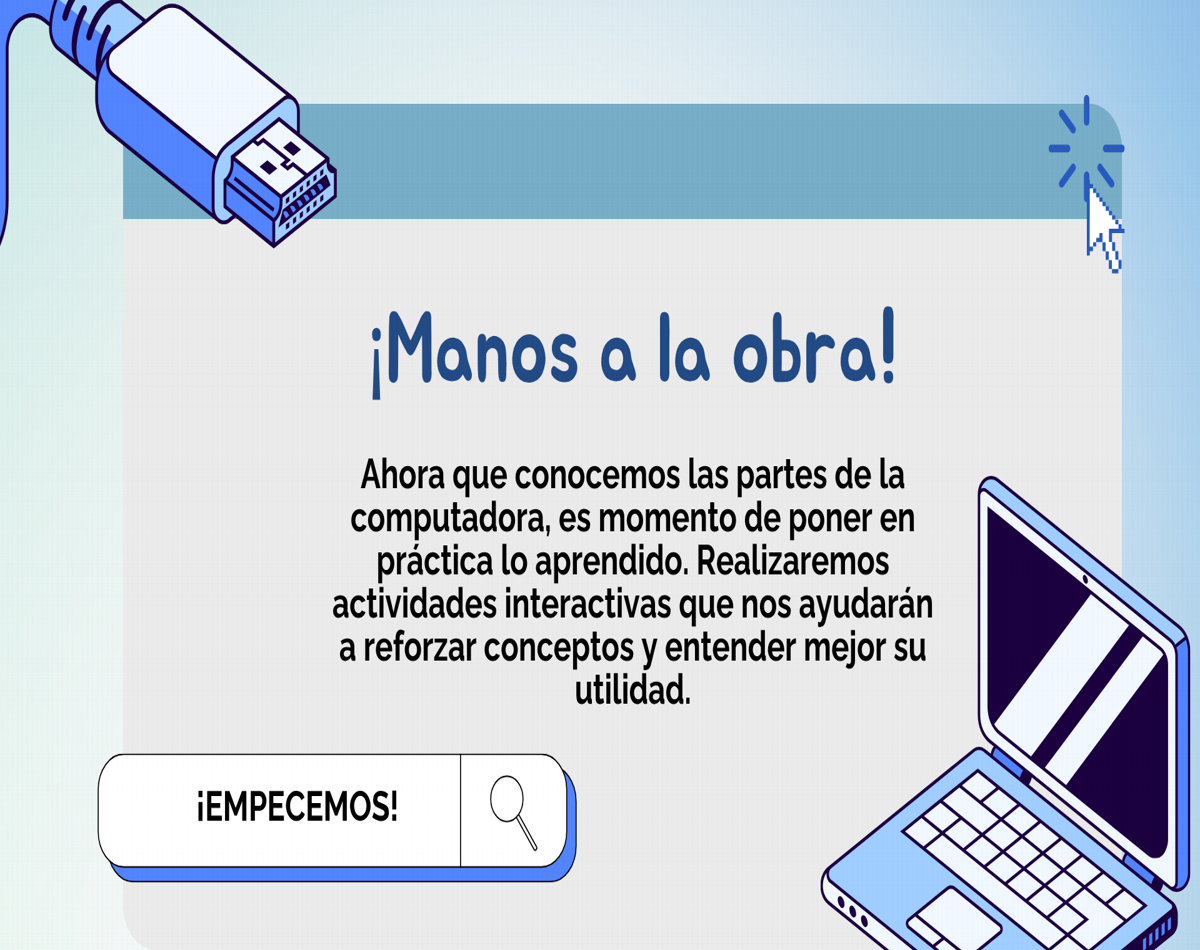 ¡Manos a la obra!
Ahora que conocemos las partes de la
computadora, es momento de poner en
práctica lo aprendido. Realizaremos
actividades interactivas que nos ayudarán
a reforzar conceptos y entender mejor su
utilidad.
¡EMPECEMOS!